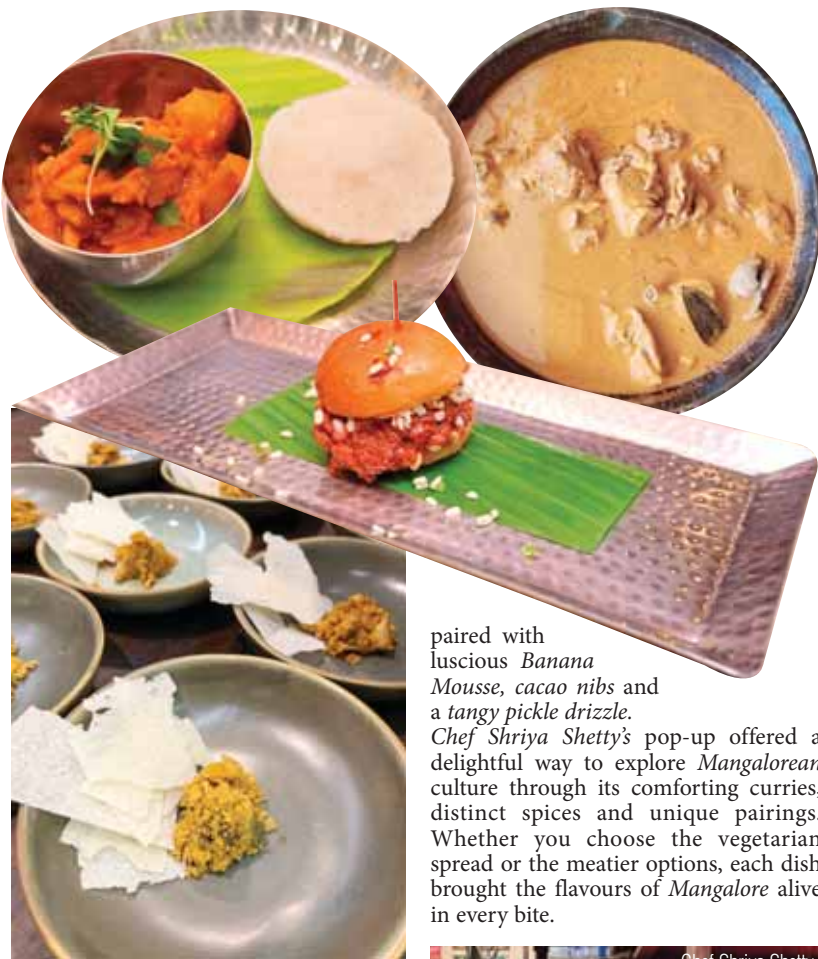 paired with
luscious Banana
Mousse, cacao nibs and
a tangy pickle drizzle.
Chef Shriya Shetty's pop-up offered a
delightful way to explore Mangalorean
culture through its comforting curries,
distinct spices and unique pairings.
Whether you choose the vegetarian
spread or the meatier options, each dish
brought the flavours of Mangalore alive
in every bite.
Chef Shriya Shetty